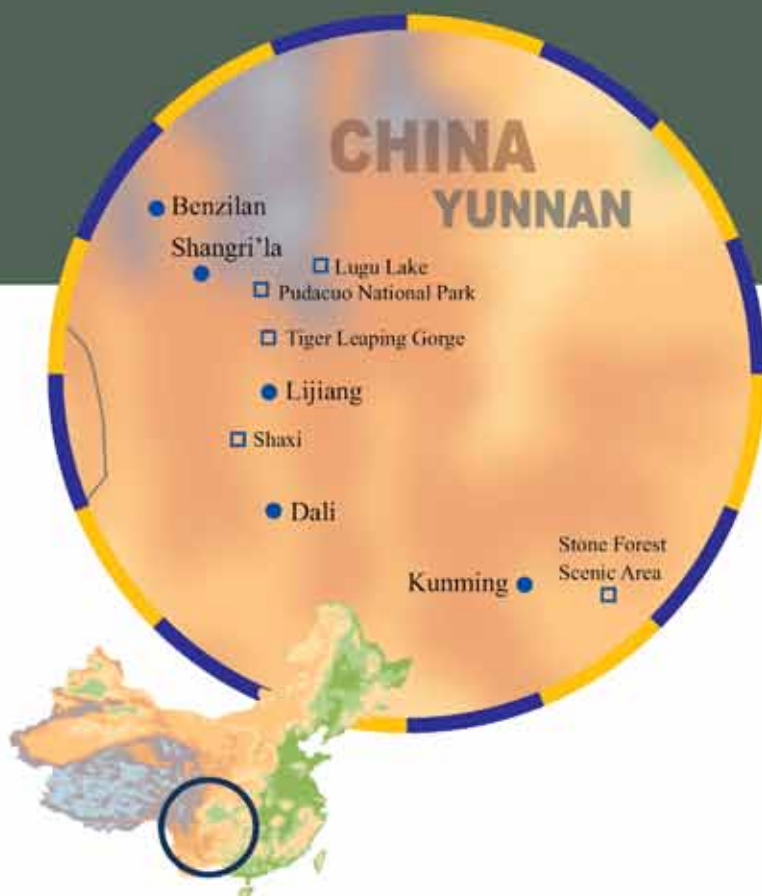 CHINA
YUNNAN
Benzilan
Shangri'la
Lugu Lake
Pudacuo National Park
Tiger Leaping Gorge
Lijiang
Shaxi
Dali
Stone Forest
Scenic Area
Kunming